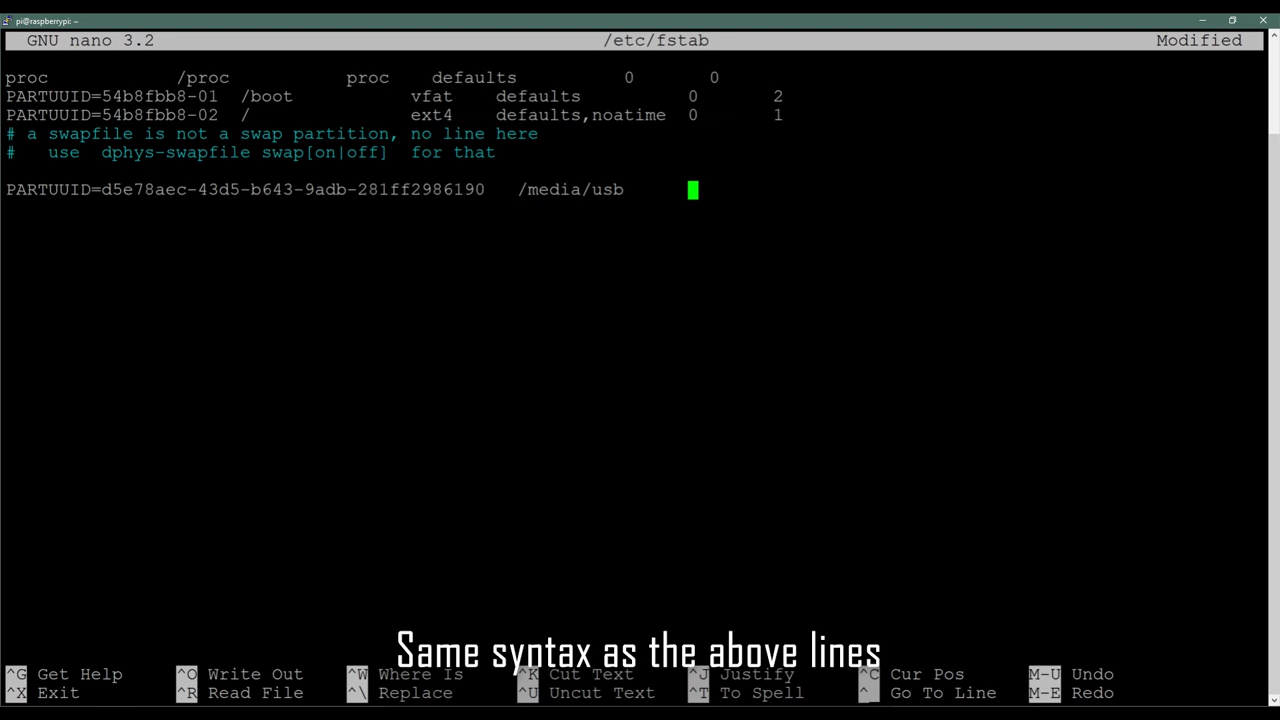 pi@raspberrypi: ~
GNU nano 3.2 /etc/fstab Modified
proc /proc proc defaults 0 0
PARTUUID=54b8fbb8-01 /boot vfat defaults 0 2
PARTUUID=54b8fbb8-02 / ext4 defaults,noatime 0 1
# a swapfile is not a swap partition, no line here
# use dphys-swapfile swap[on|off] for that
PARTUUID=d5e78aec-43d5-b643-9adb-281ff2986190 /media/usb
Same syntax as the above lines
^G Get Help ^O Write Out ^W Where Is ^K Cut Text ^J Justify ^C Cur Pos M-U Undo
^X Exit ^R Read File ^\ Replace ^U Uncut Text ^T To Spell ^_ Go To Line M-E Redo